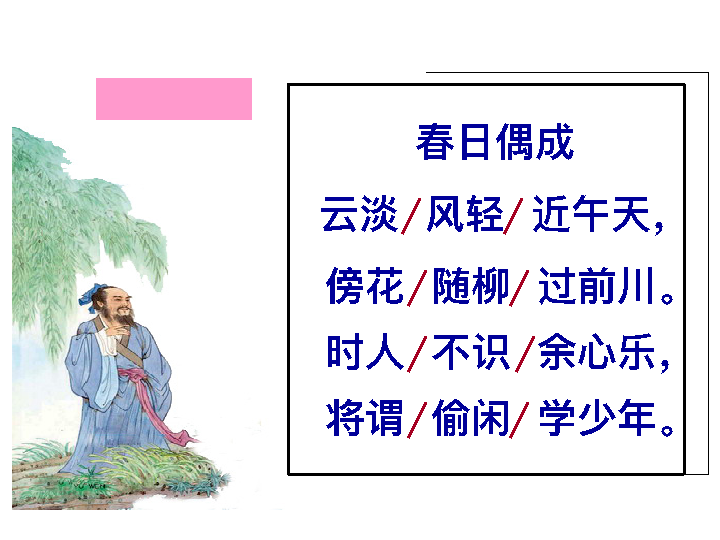 春日偶成
云淡/风轻/近午天，
傍花/随柳/过前川。
时人/不识/余心乐，
将谓/偷闲/学少年。